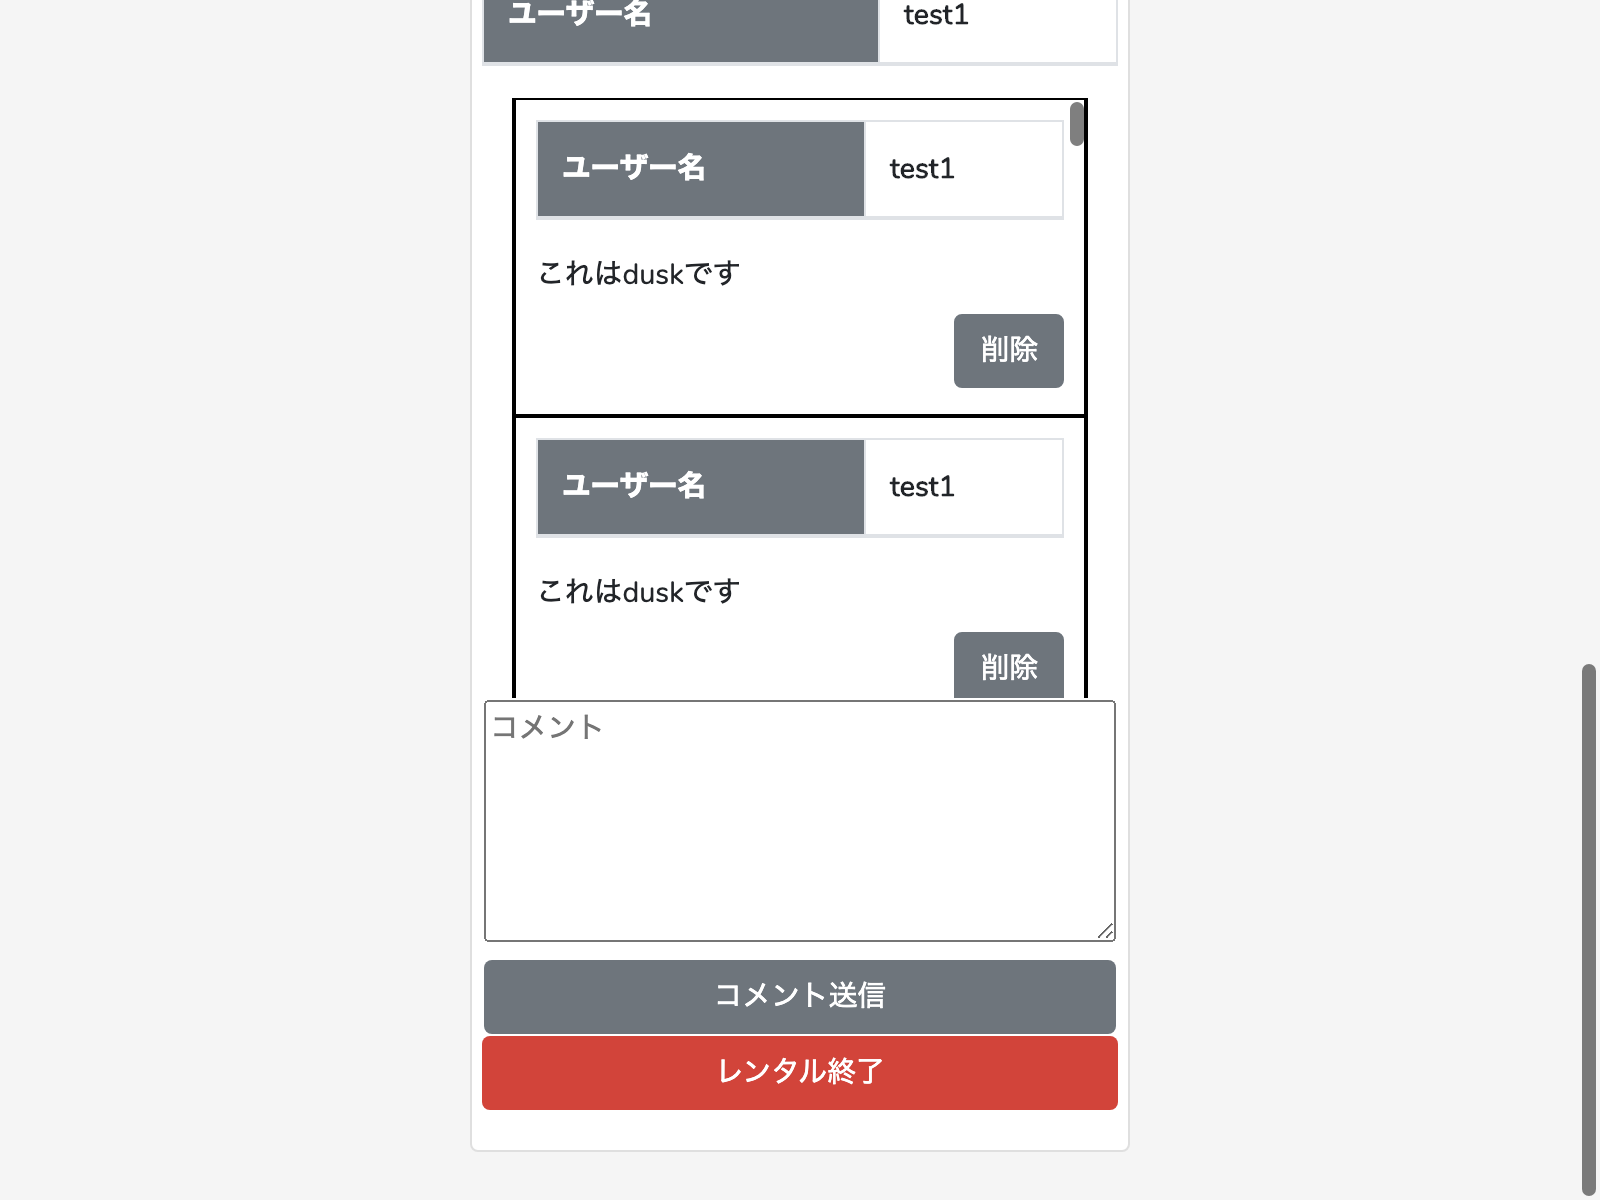 ユーザー名 test1
ユーザー名 test1
これはduskです
削除
ユーザー名 test1
これはduskです
削除
コメント
コメント送信
レンタル終了